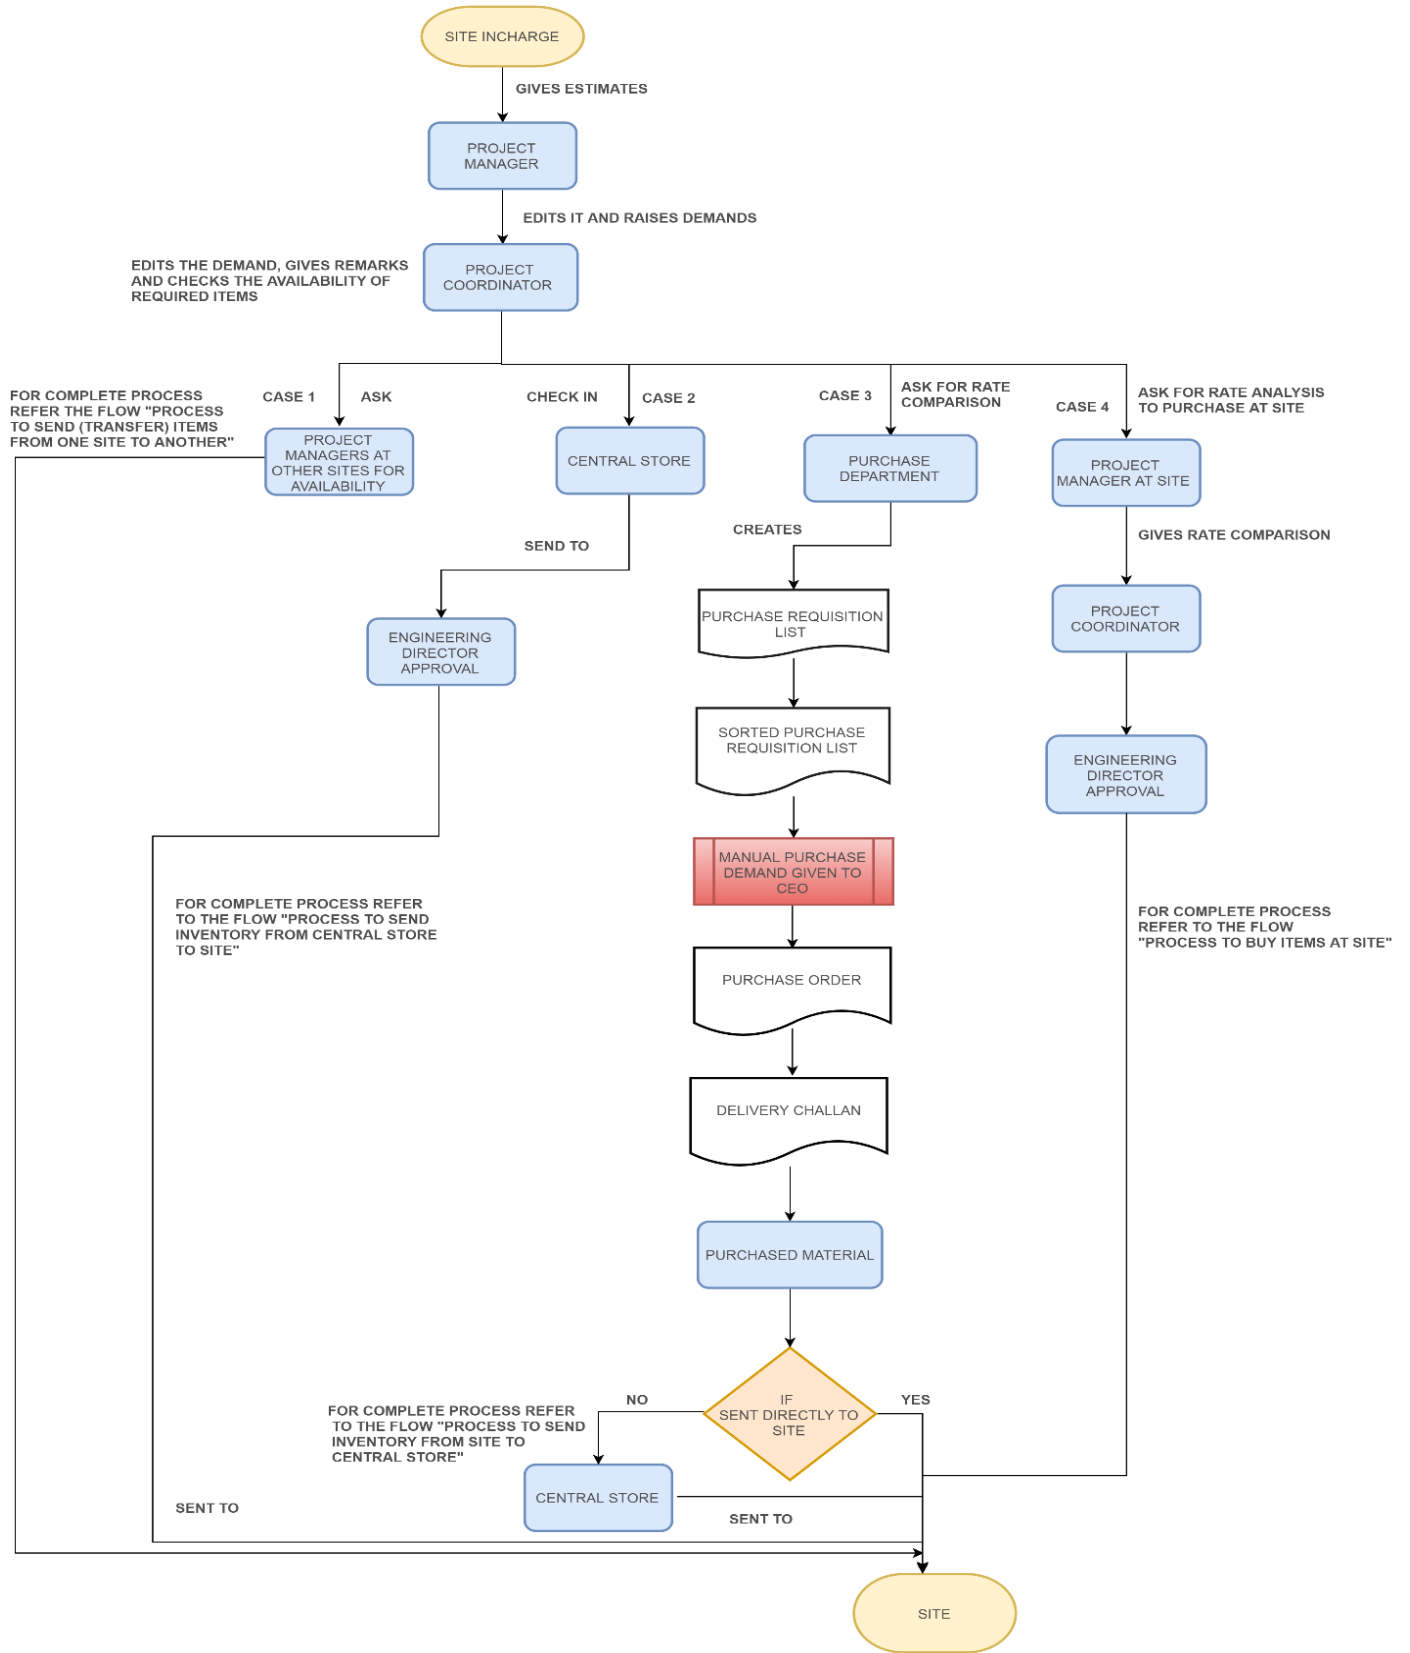 SITE INCHARGE
GIVES ESTIMATES
PROJECT
MANAGER
EDITS IT AND RAISES DEMANDS
EDITS THE DEMAND, GIVES REMARKS
AND CHECKS THE AVAILABILITY OF
REQUIRED ITEMS
PROJECT
COORDINATOR
FOR COMPLETE PROCESS
REFER THE FLOW "PROCESS
TO SEND (TRANSFER) ITEMS
FROM ONE SITE TO ANOTHER"
CASE 1
ASK
CHECK IN
CASE 2
CASE 3
ASK FOR RATE
COMPARISON
CASE 4
ASK FOR RATE ANALYSIS
TO PURCHASE AT SITE
PROJECT
MANAGERS AT
OTHER SITES FOR
AVAILABILITY
CENTRAL STORE
PURCHASE
DEPARTMENT
PROJECT
MANAGER AT SITE
SEND TO
CREATES
GIVES RATE COMPARISON
ENGINEERING
DIRECTOR
APPROVAL
PURCHASE REQUISITION
LIST
PROJECT
COORDINATOR
SORTED PURCHASE
REQUISITION LIST
ENGINEERING
DIRECTOR
APPROVAL
MANUAL PURCHASE
DEMAND GIVEN TO
CEO
FOR COMPLETE PROCESS REFER
TO THE FLOW "PROCESS TO SEND
INVENTORY FROM CENTRAL STORE
TO SITE"
FOR COMPLETE PROCESS
REFER TO THE FLOW
"PROCESS TO BUY ITEMS AT SITE"
PURCHASE ORDER
DELIVERY CHALLAN
PURCHASED MATERIAL
IF
SENT DIRECTLY TO
SITE
NO
YES
FOR COMPLETE PROCESS REFER
TO THE FLOW "PROCESS TO SEND
INVENTORY FROM SITE TO
CENTRAL STORE"
CENTRAL STORE
SENT TO
SENT TO
SITE